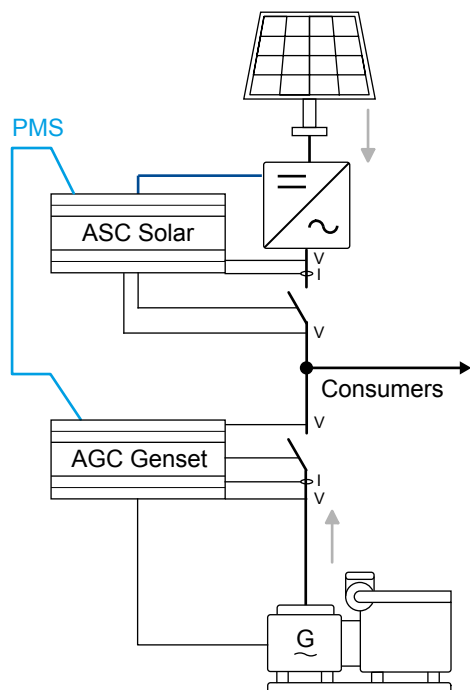 PMS
ASC Solar
V
I
V
Consumers
V
AGC Genset
I
V
G